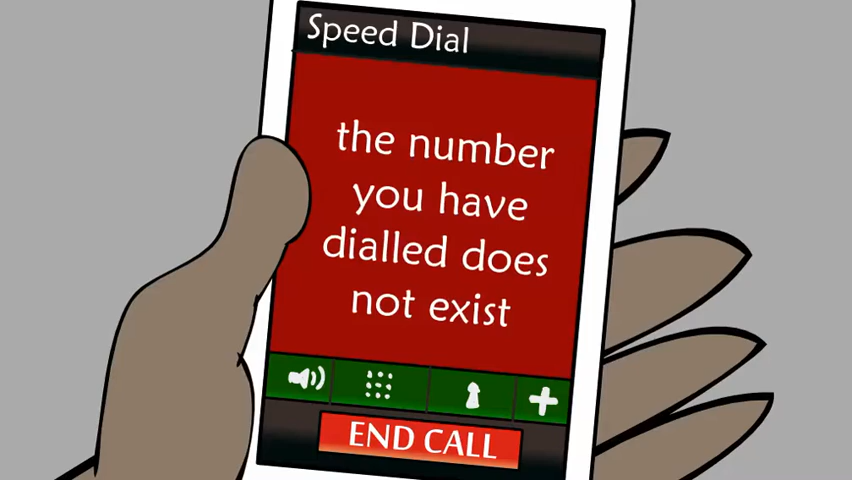 Speed Dial
the number
you have
dialled does
not exist
END CALL